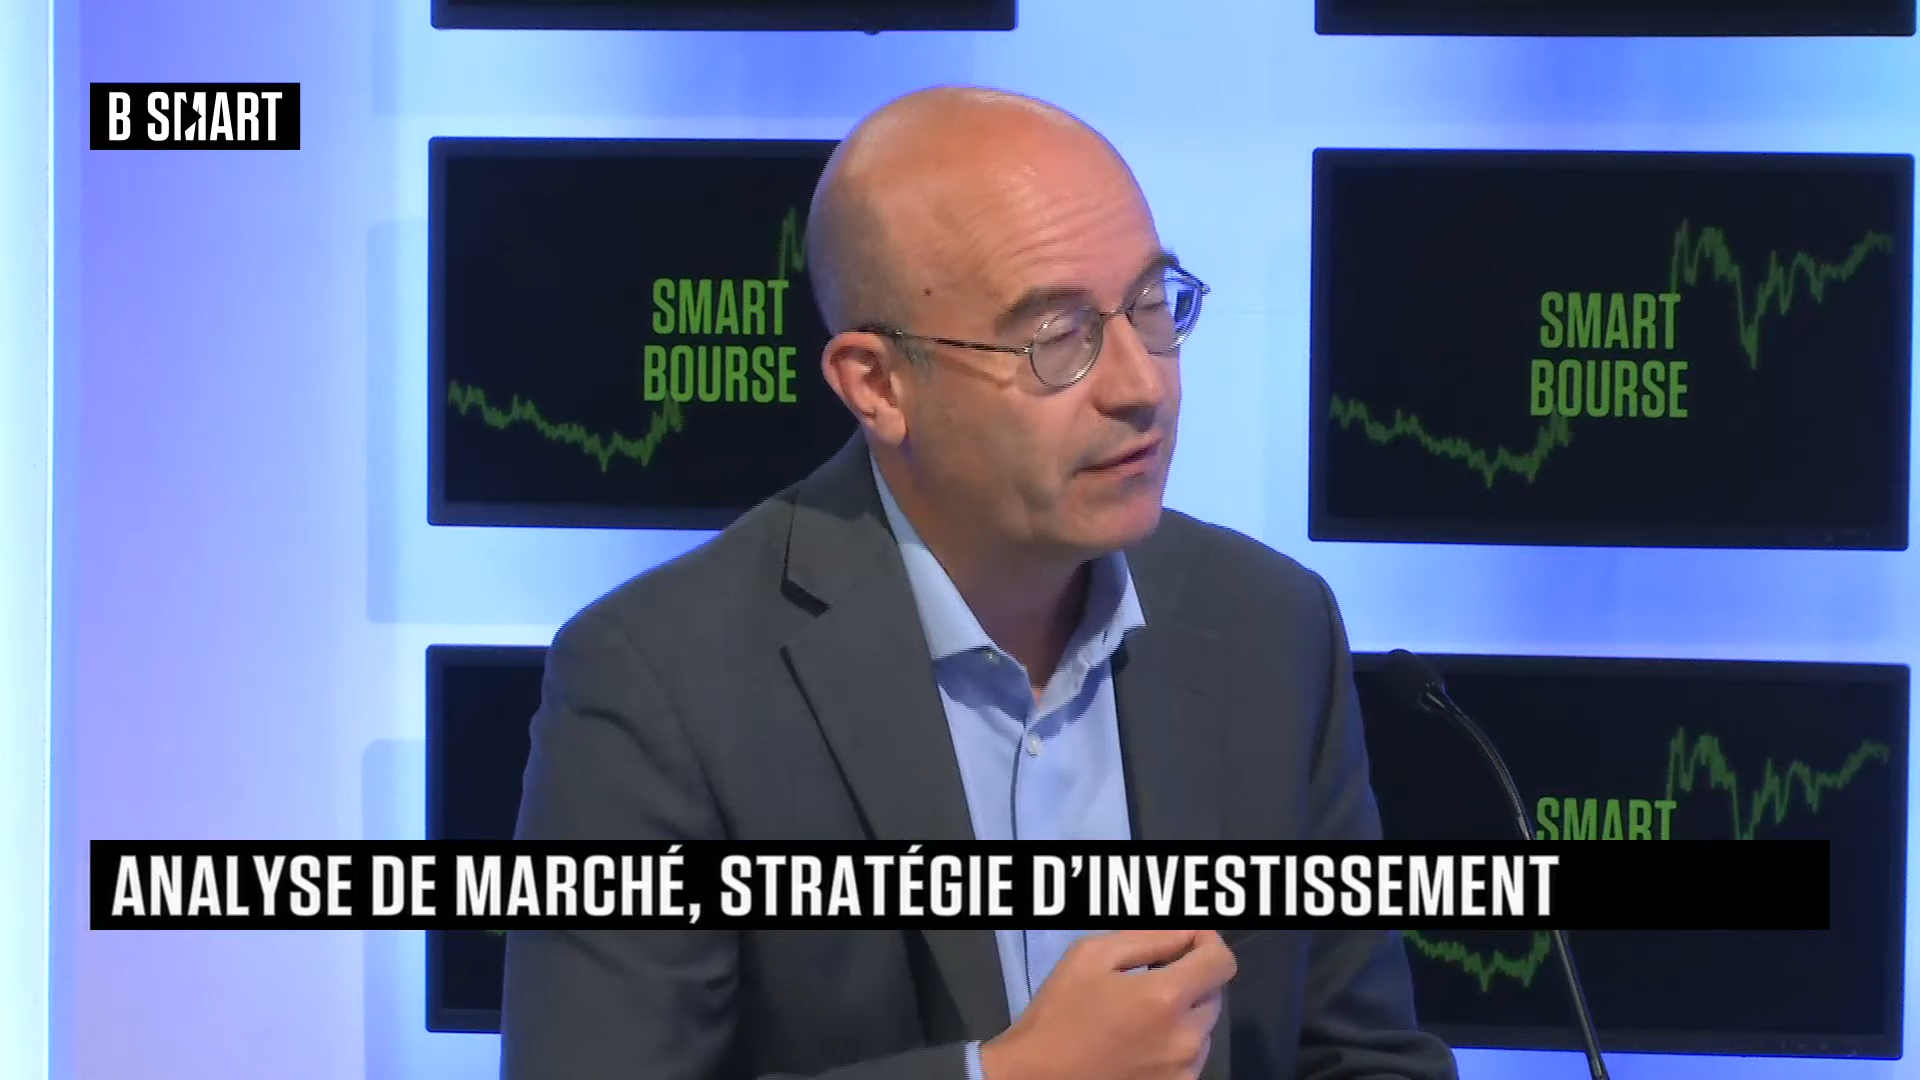 B SMART
SMART
BOURSE
SMART
BOURSE
SMART
ANALYSE DE MARCHÉ, STRATÉGIE D’INVESTISSEMENT